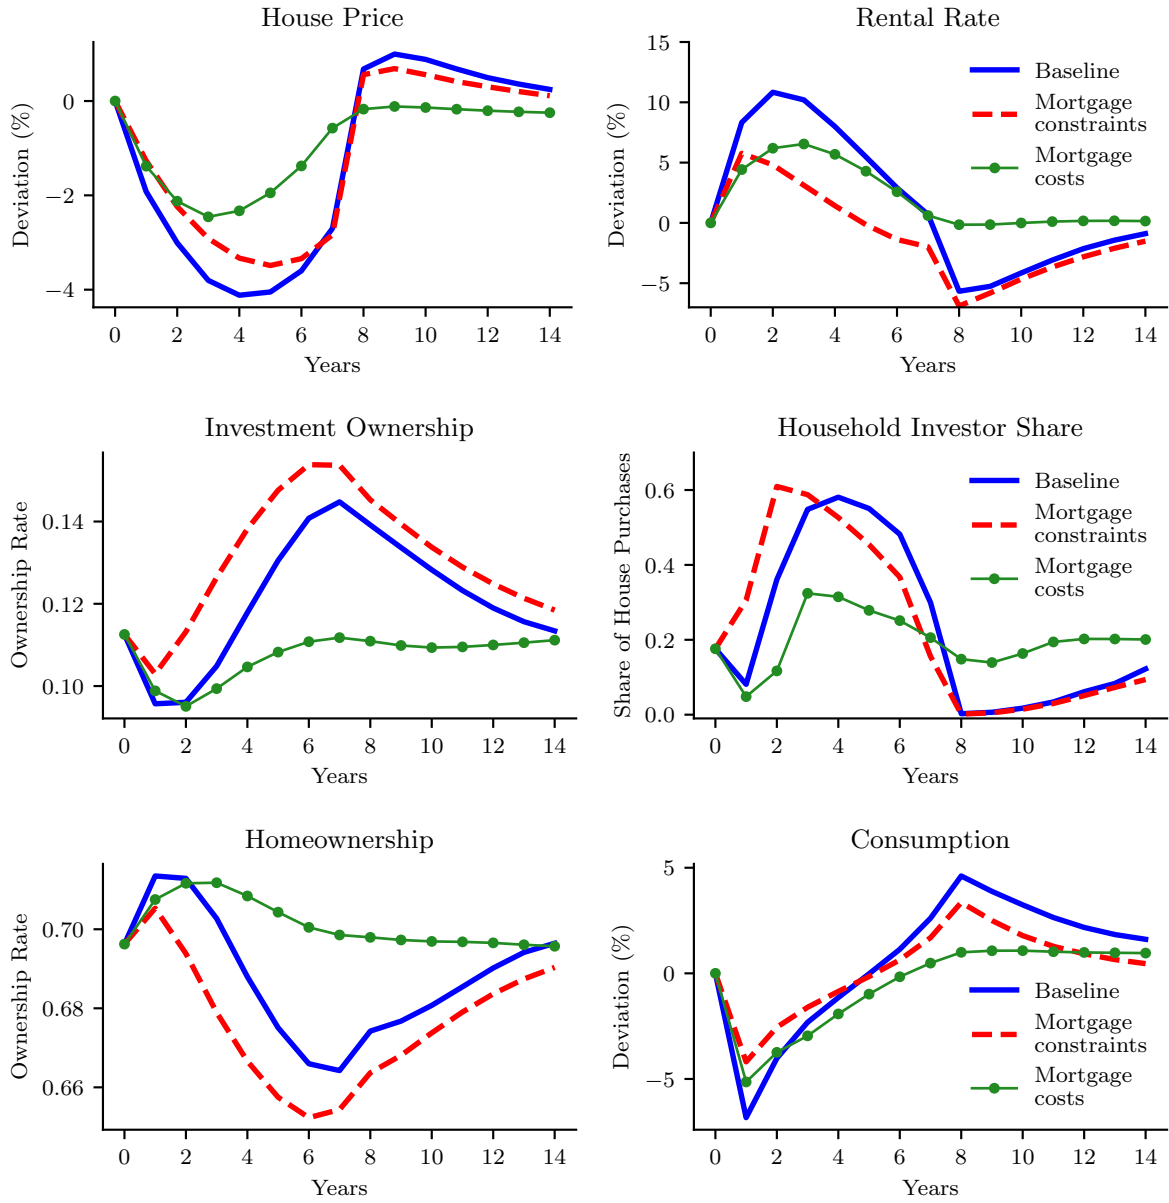 House Price
Deviation (%)
0
−2
−4
0 2 4 6 8 10 12 14
Years
Rental Rate
Deviation (%)
15
10
5
0
−5
Baseline
Mortgage
constraints
Mortgage
costs
0 2 4 6 8 10 12 14
Years
Investment Ownership
Ownership Rate
0.14
0.12
0.10
0 2 4 6 8 10 12 14
Years
Household Investor Share
Share of House Purchases
0.6
0.4
0.2
0.0
Baseline
Mortgage
constraints
Mortgage
costs
0 2 4 6 8 10 12 14
Years
Homeownership
Ownership Rate
0.70
0.68
0.66
0 2 4 6 8 10 12 14
Years
Consumption
Deviation (%)
5
0
−5
Baseline
Mortgage
constraints
Mortgage
costs
0 2 4 6 8 10 12 14
Years